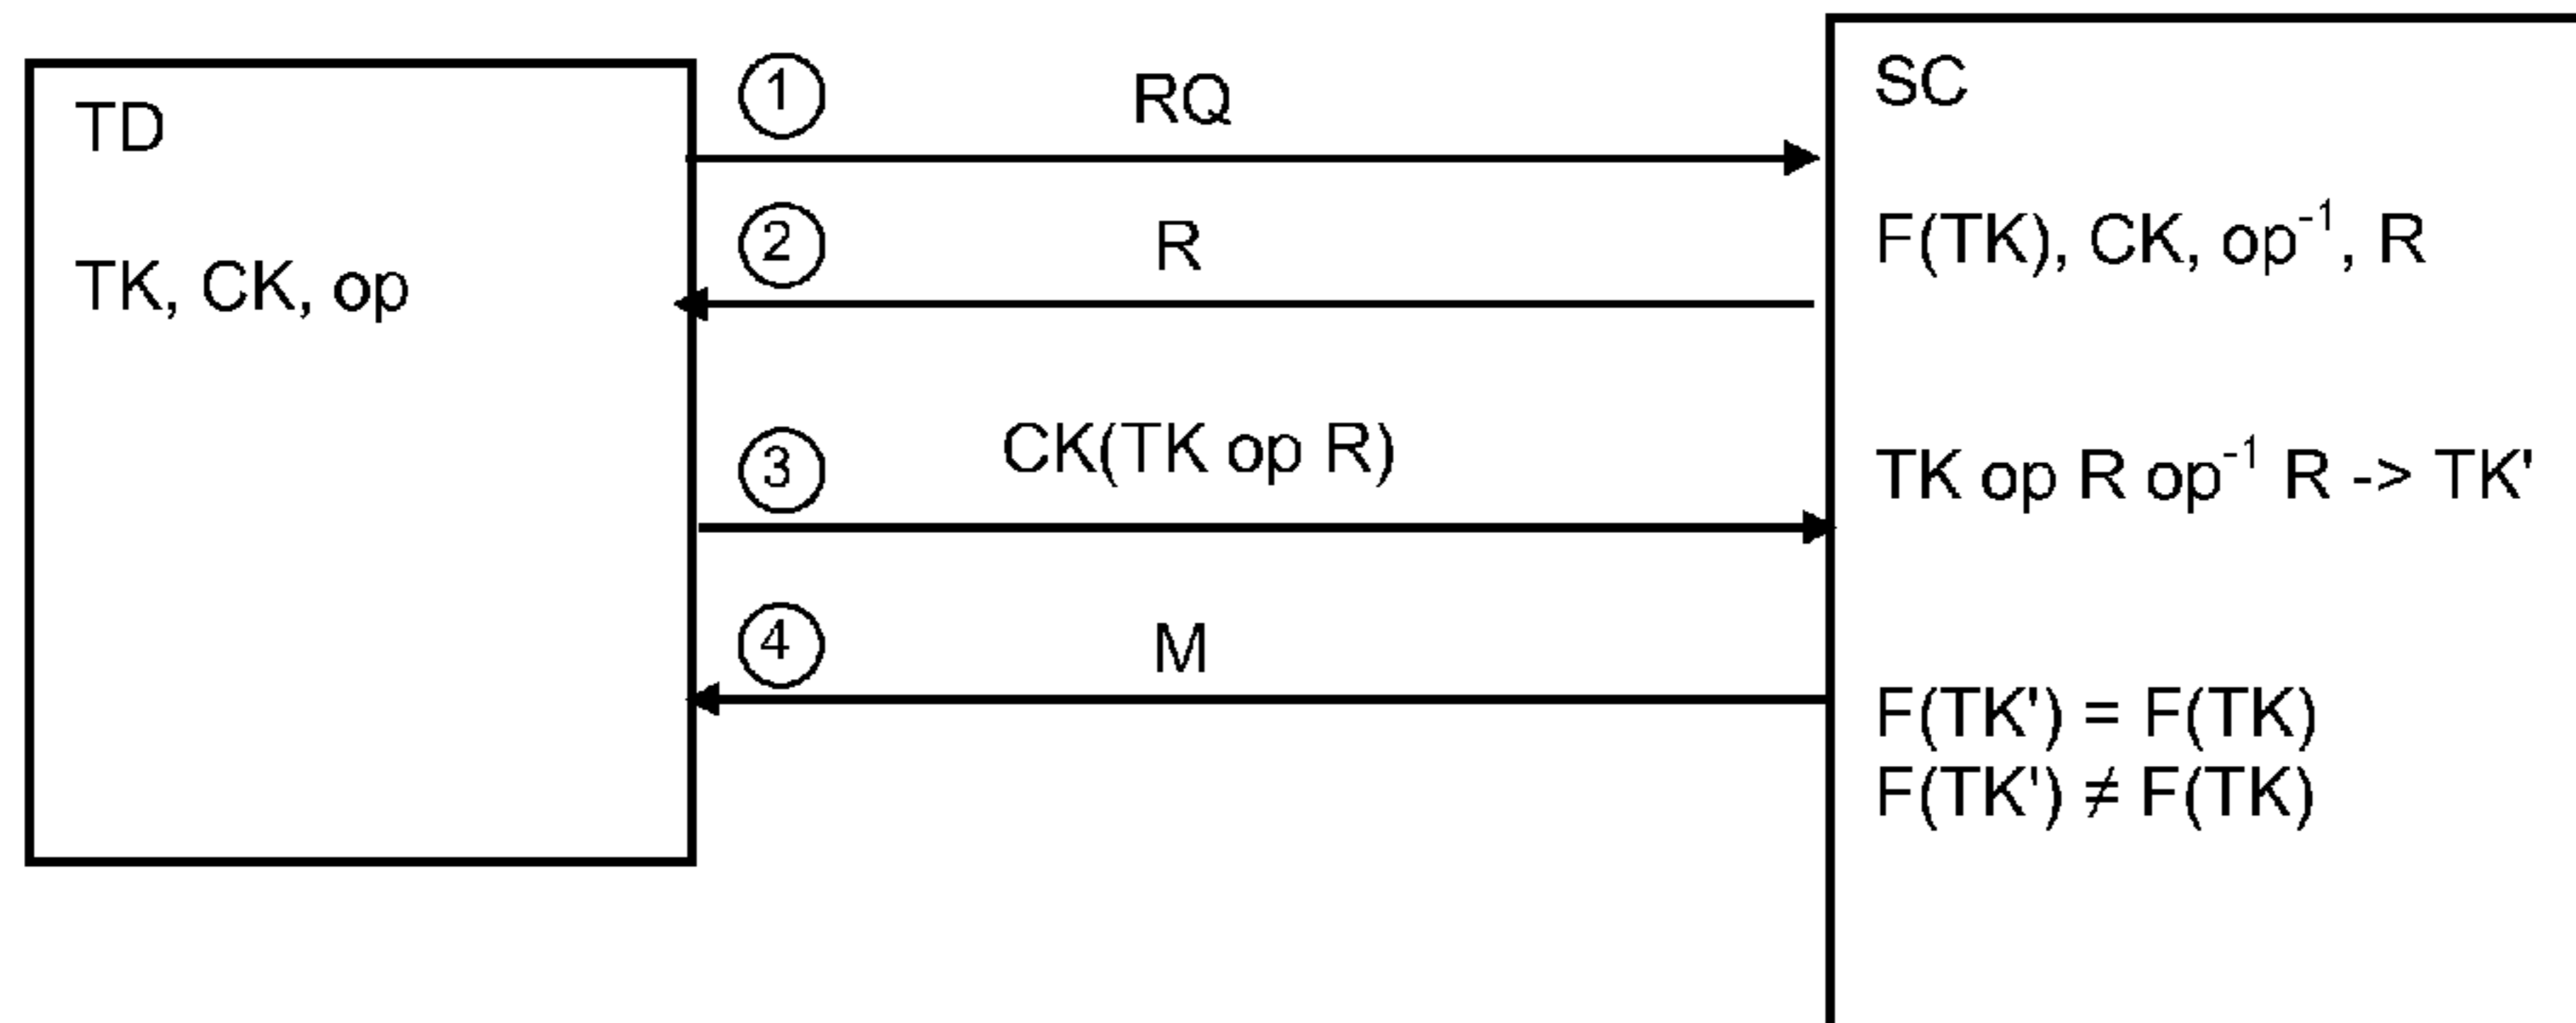 TD
TK, CK, op
① RQ
② R
③ CK(TK op R)
④ M
SC
F(TK), CK, op⁻¹, R
TK op R op⁻¹ R -> TK'
F(TK') = F(TK)
F(TK') ≠ F(TK)